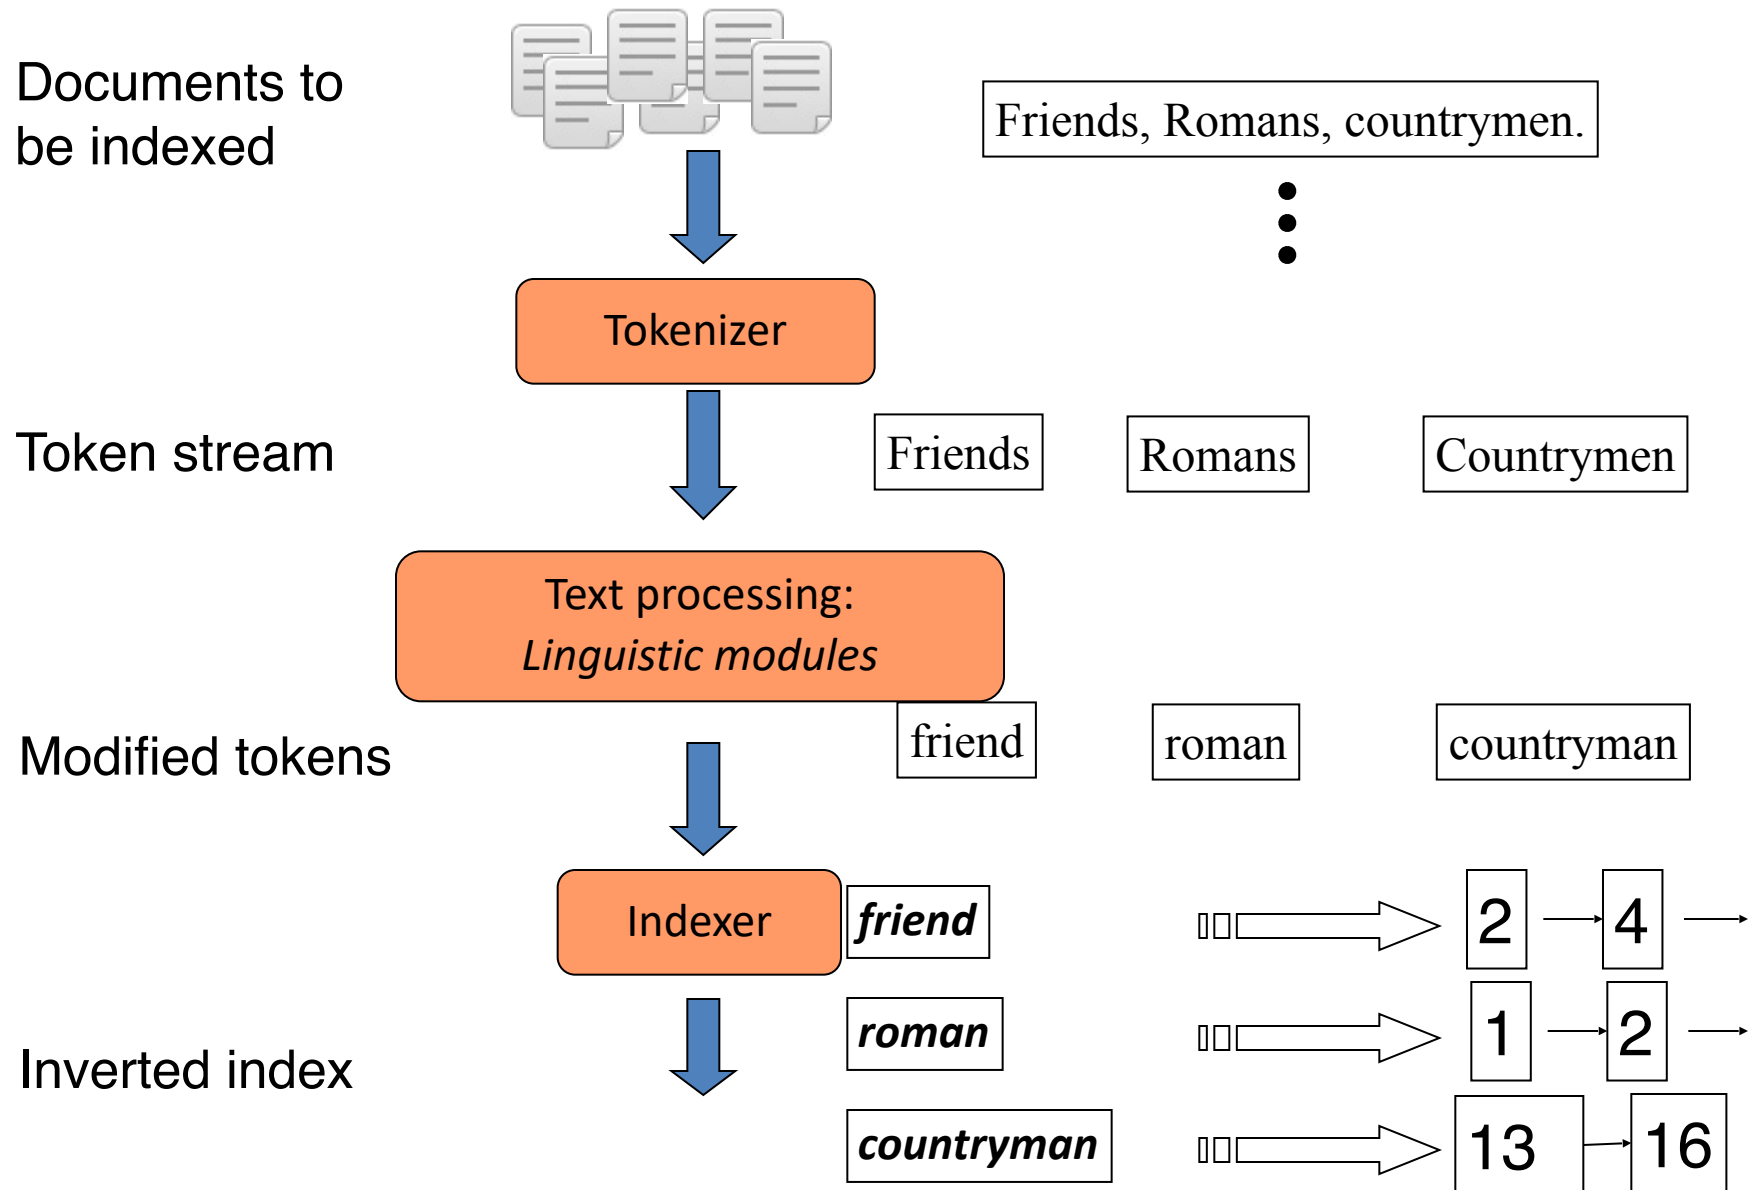 Documents to
be indexed
Friends, Romans, countrymen.
Tokenizer
Token stream
Friends
Romans
Countrymen
Text processing:
Linguistic modules
Modified tokens
friend
roman
countryman
Indexer
friend
2
4
roman
1
2
Inverted index
countryman
13
16